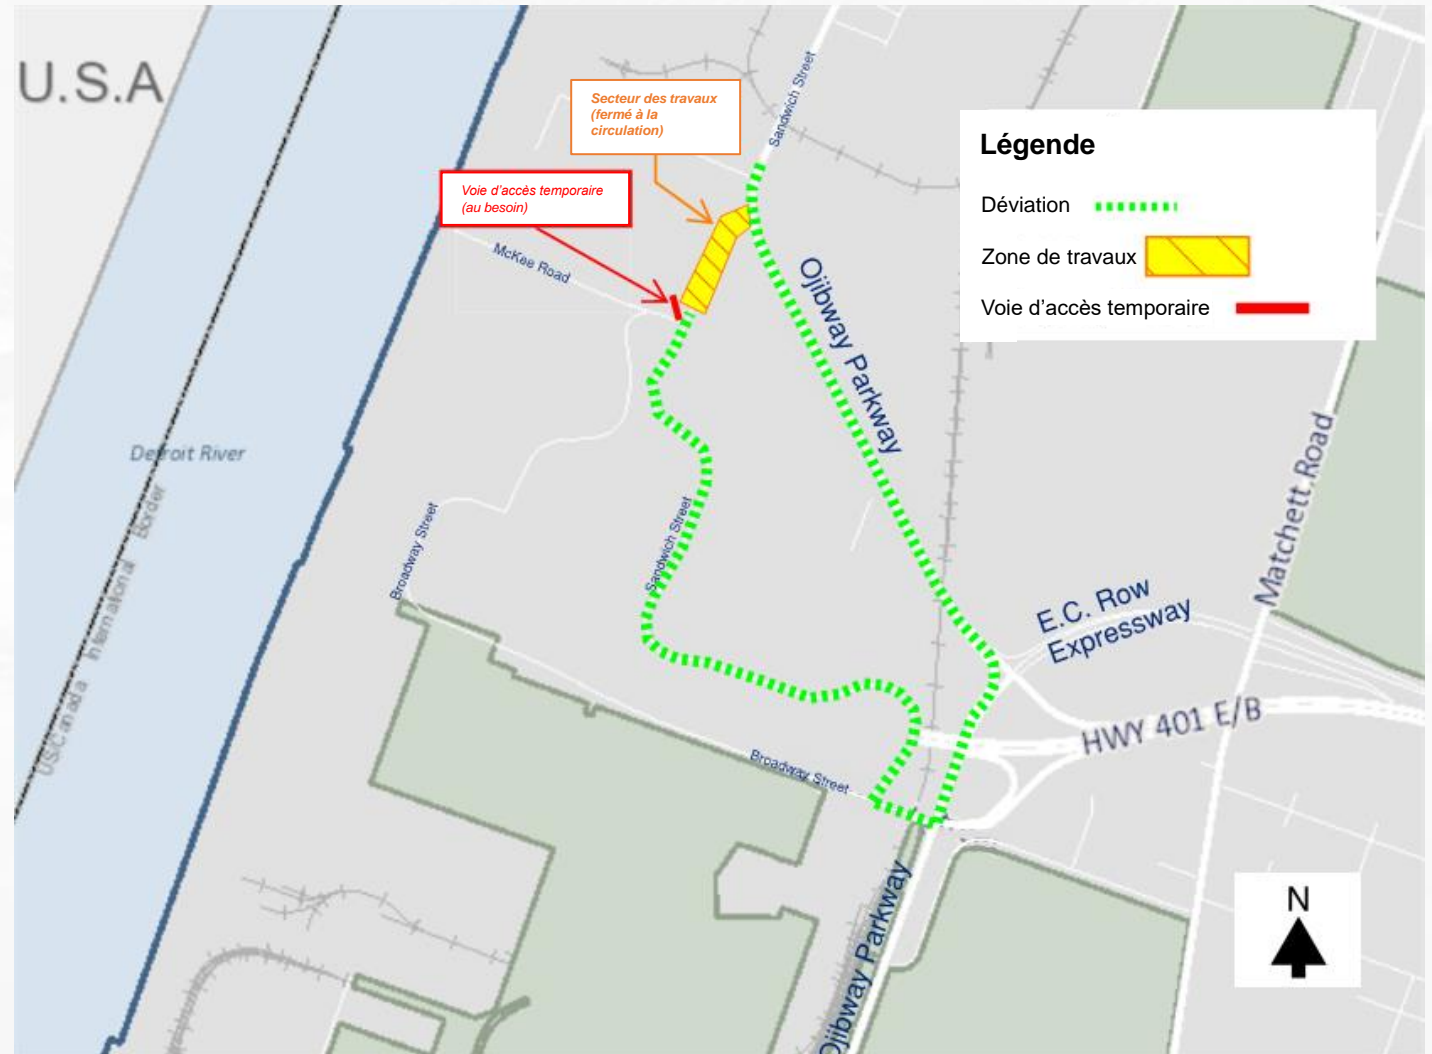 U.S.A
Sandwich Street
Secteur des travaux
(fermé à la
circulation)
Légende
Déviation
Zone de travaux
Voie d'accès temporaire
Voie d'accès temporaire
(au besoin)
McKee Road
Ojibway Parkway
Detroit River
US/Canada International Border
Broadway Street
Sandwich Street
Matchett Road
E.C. Row
Expressway
HWY 401 E/B
Broadway Street
Ojibway Parkway
N